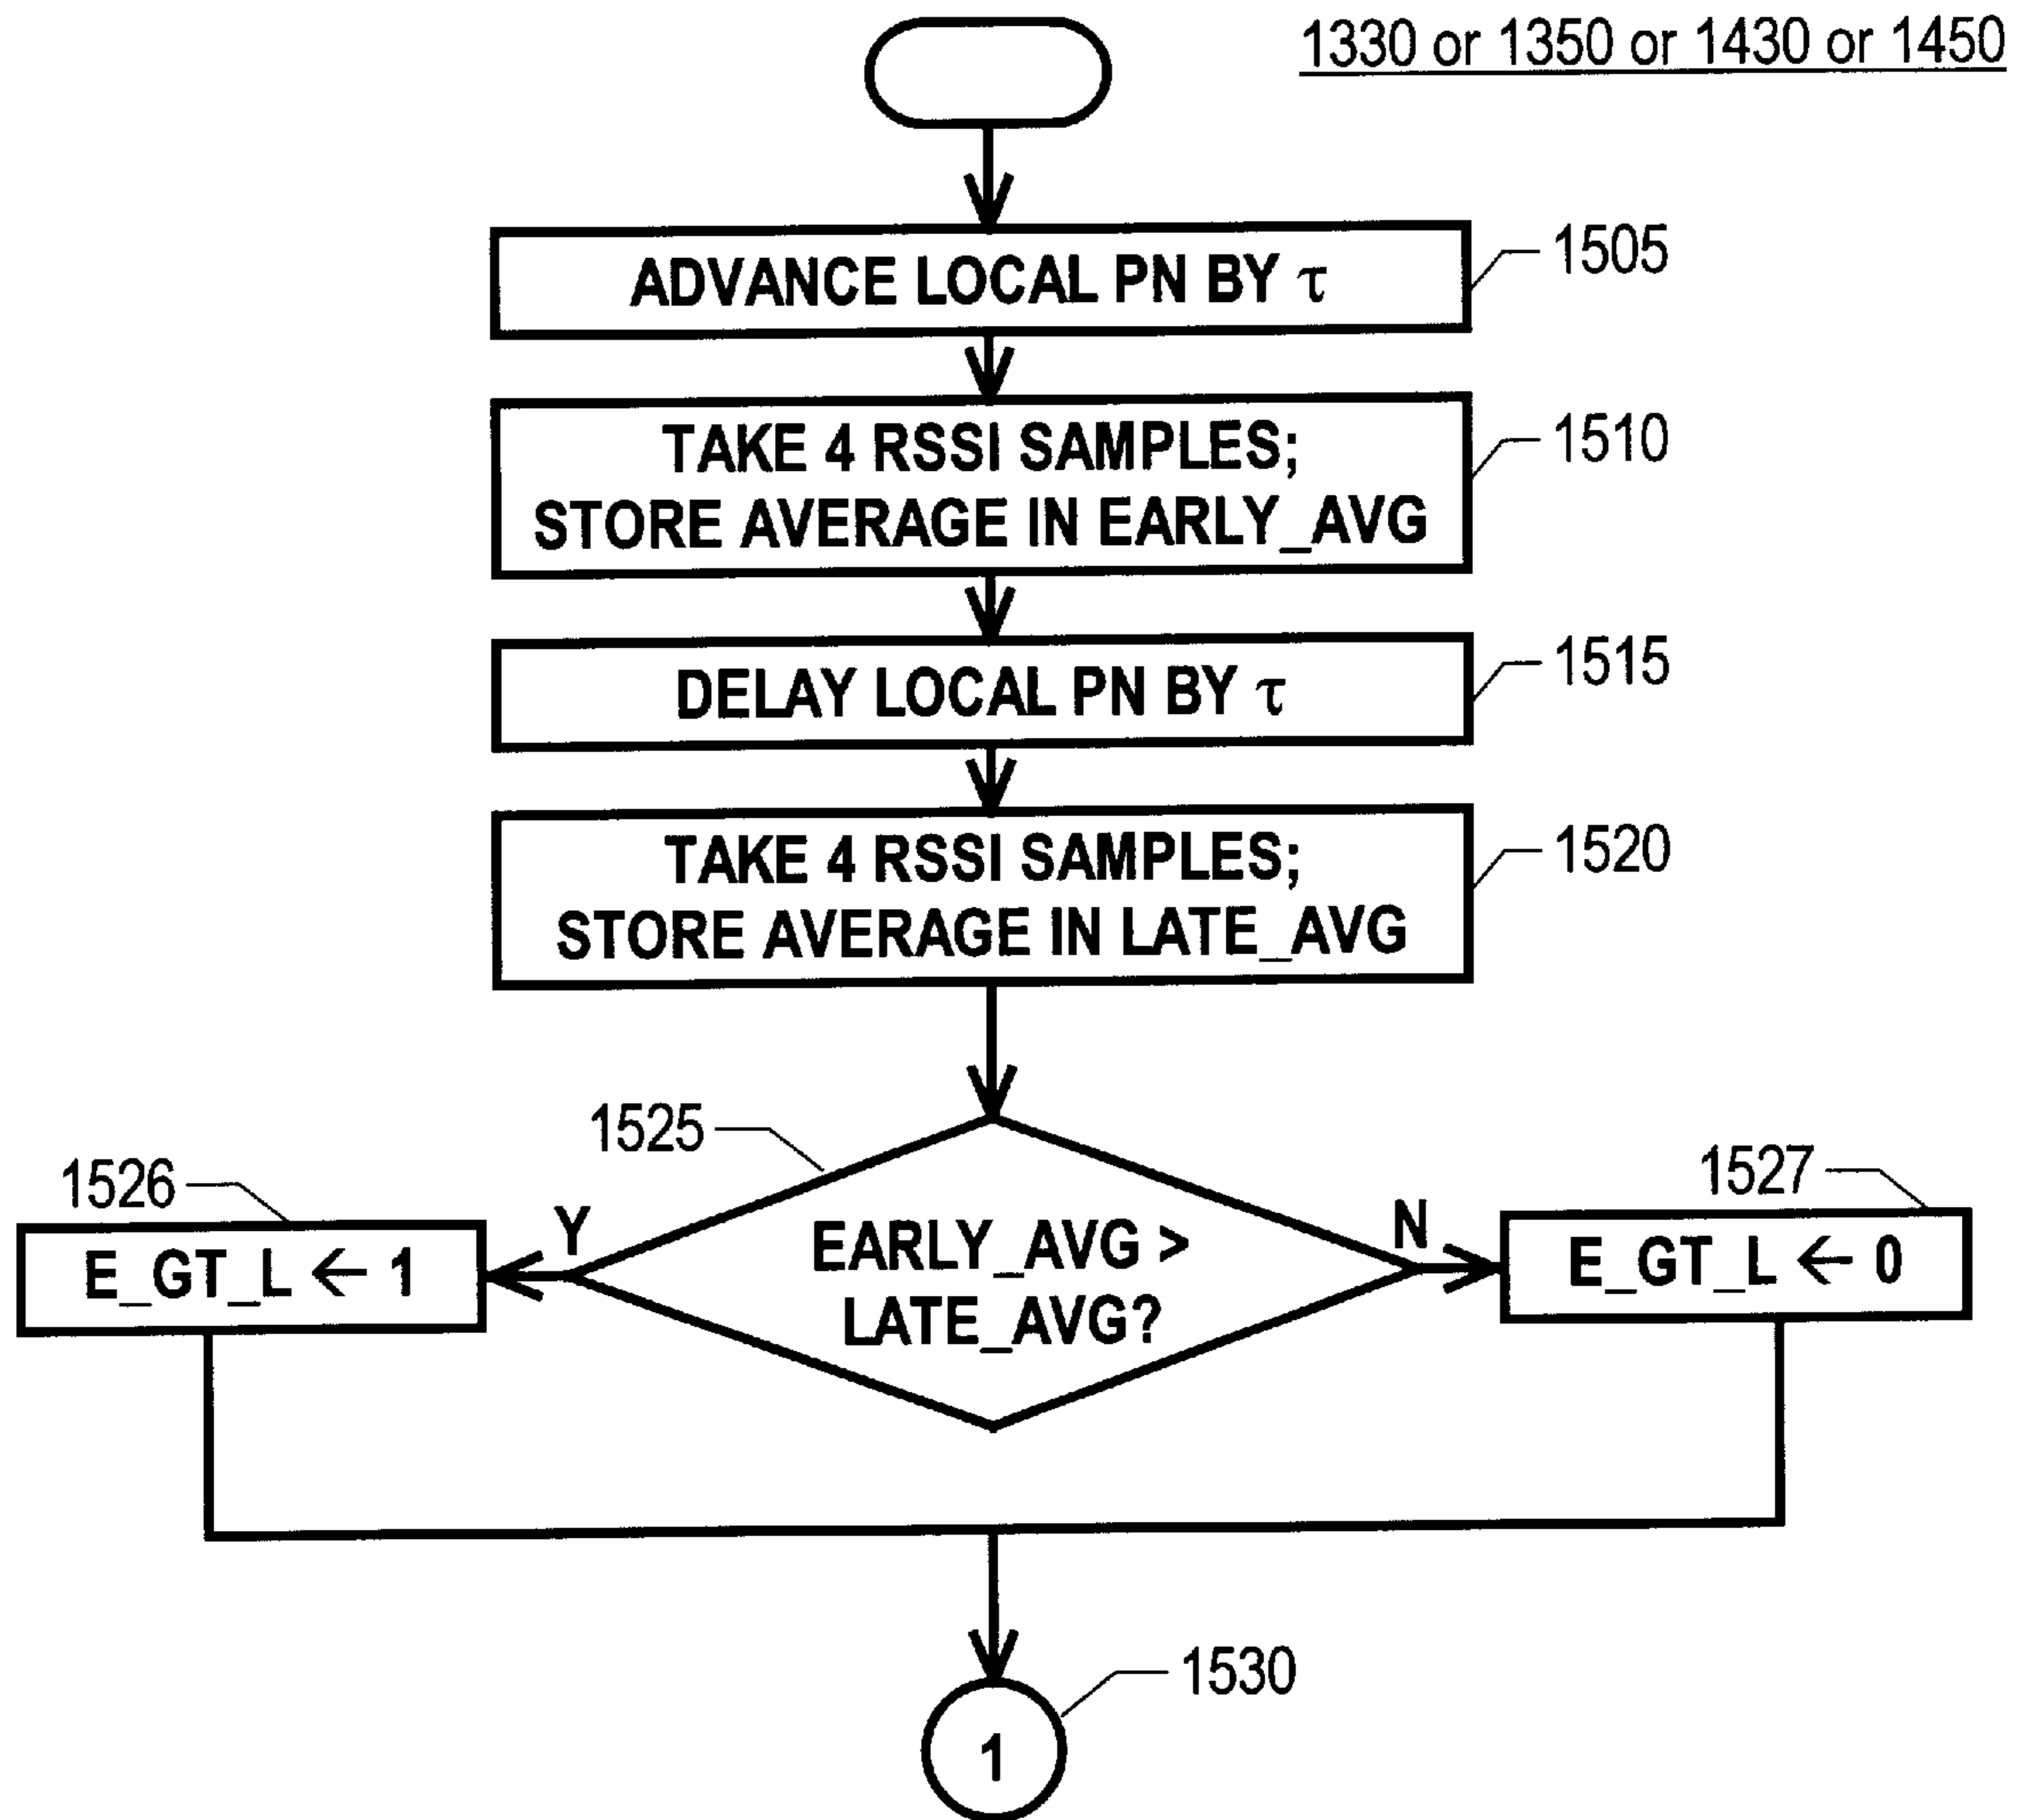 1330 or 1350 or 1430 or 1450
ADVANCE LOCAL PN BY τ
1505
TAKE 4 RSSI SAMPLES;
STORE AVERAGE IN EARLY_AVG
1510
DELAY LOCAL PN BY τ
1515
TAKE 4 RSSI SAMPLES;
STORE AVERAGE IN LATE_AVG
1520
1525
EARLY_AVG >
LATE_AVG?
Y
1526
E_GT_L ← 1
N
1527
E_GT_L ← 0
1
1530